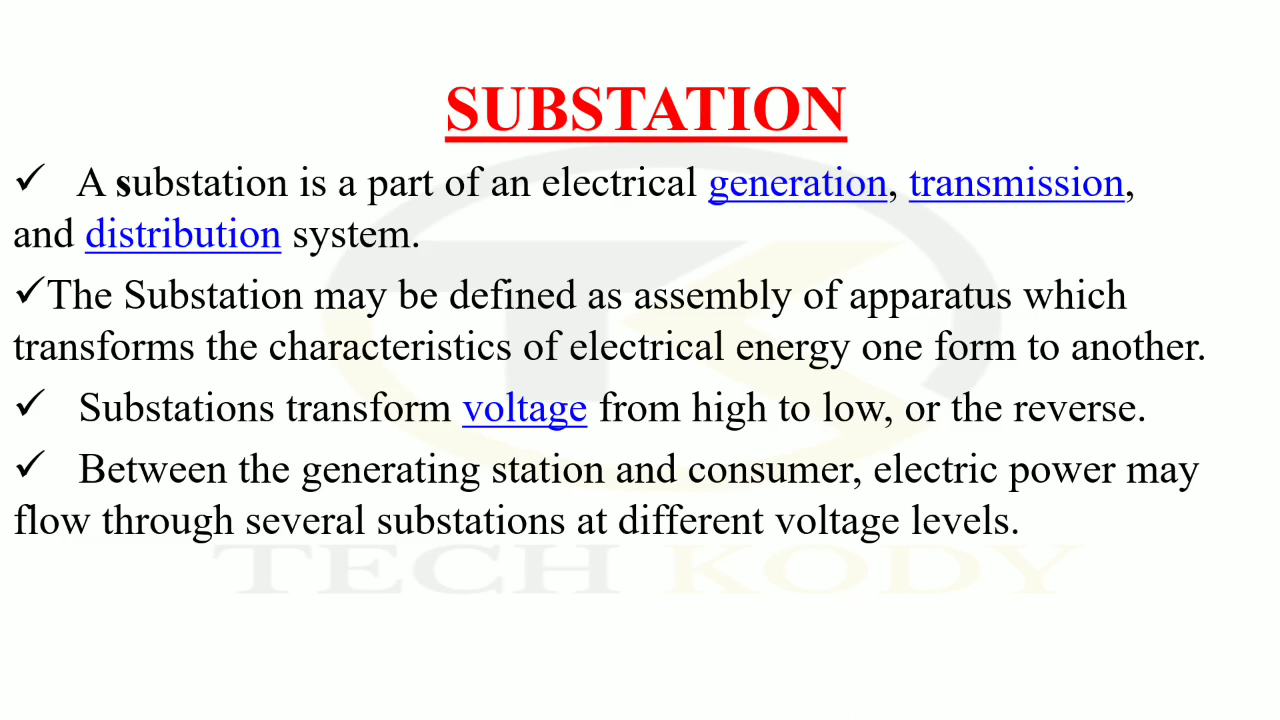 SUBSTATION
✓ A substation is a part of an electrical generation, transmission,
and distribution system.
✓The Substation may be defined as assembly of apparatus which
transforms the characteristics of electrical energy one form to another.
✓ Substations transform voltage from high to low, or the reverse.
✓ Between the generating station and consumer, electric power may
flow through several substations at different voltage levels.
TECH KODY